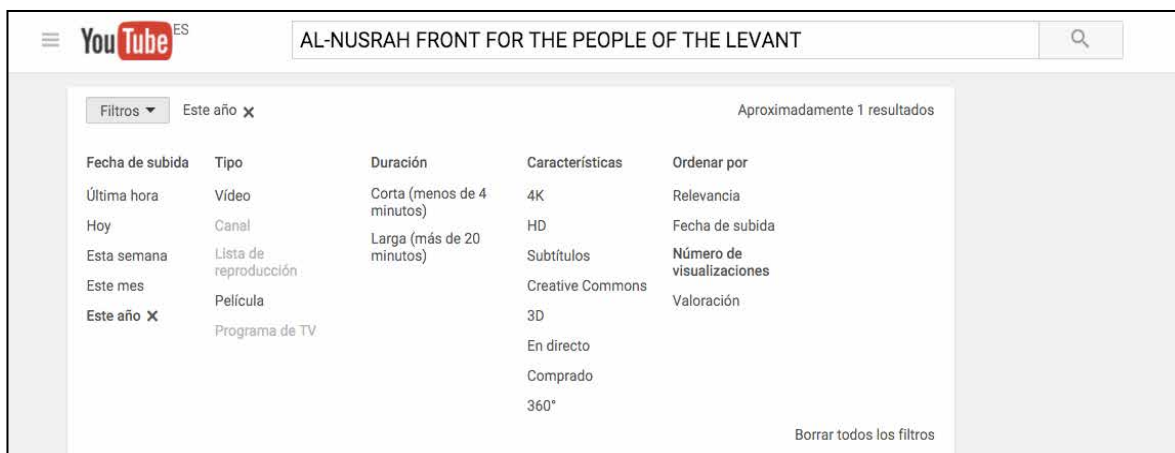 YouTube ES
AL-NUSRAH FRONT FOR THE PEOPLE OF THE LEVANT
Filtros
Este año x
Aproximadamente 1 resultados
Fecha de subida
Última hora
Hoy
Esta semana
Este mes
Este año x
Tipo
Vídeo
Canal
Lista de
reproducción
Película
Programa de TV
Duración
Corta (menos de 4
minutos)
Larga (más de 20
minutos)
Características
4K
HD
Subtítulos
Creative Commons
3D
En directo
Comprado
360°
Ordenar por
Relevancia
Fecha de subida
Número de
visualizaciones
Valoración
Borrar todos los filtros